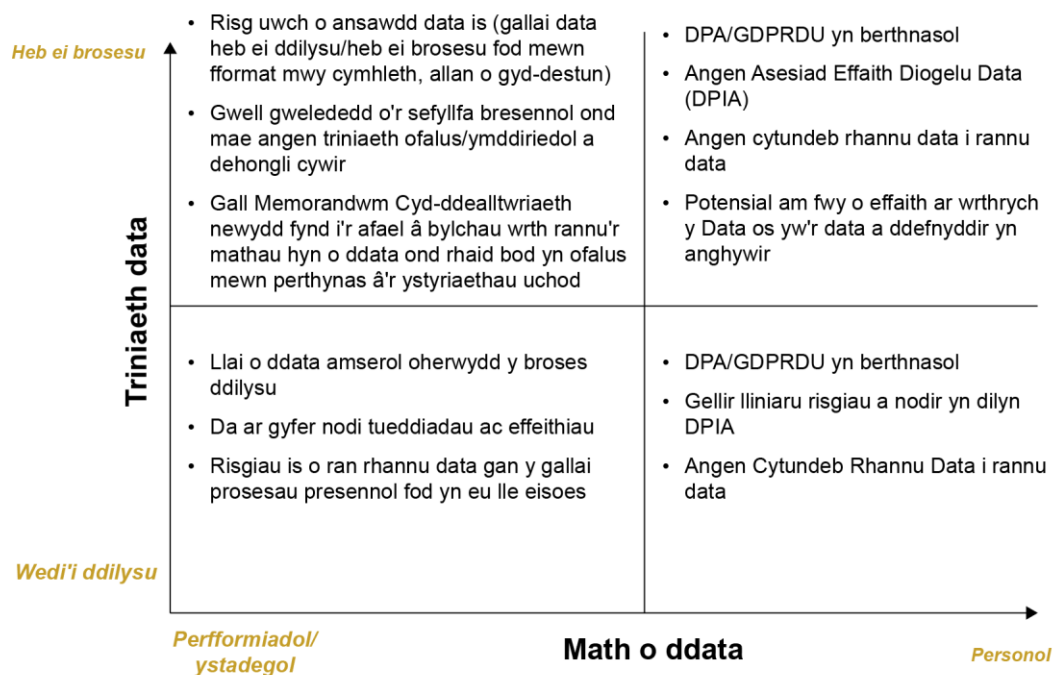 Heb ei brosesu
Triniaeth data
Wedi'i ddilysu
• Risg uwch o ansawdd data is (gallai data
heb ei ddilysu/heb ei brosesu fod mewn
fformat mwy cymhleth, allan o gyd-destun)
• Gwell gwelededd o'r sefyllfa bresennol ond
mae angen triniaeth ofalus/ymddiriedol a
dehongli cywir
• Gall Memorandwm Cyd-ddealltwriaeth
newydd fynd i'r afael â bylchau wrth rannu'r
mathau hyn o ddata ond rhaid bod yn ofalus
mewn perthynas â'r ystyriaethau uchod
• DPA/GDPRDU yn berthnasol
• Angen Asesiad Effaith Diogelu Data
(DPIA)
• Angen cytundeb rhannu data i rannu
data
• Potensial am fwy o effaith ar wrthrych
y Data os yw'r data a ddefnyddir yn
anghywir
• Llai o ddata amserol oherwydd y broses
ddilysu
• Da ar gyfer nodi tueddiadau ac effeithiau
• Risgiau is o ran rhannu data gan y gallai
prosesau presennol fod yn eu lle eisoes
• DPA/GDPRDU yn berthnasol
• Gellir lliniaru risgiau a nodir yn dilyn
DPIA
• Angen Cytundeb Rhannu Data i rannu
data
Perfformiadol/
ystadegol
Math o ddata
Personol